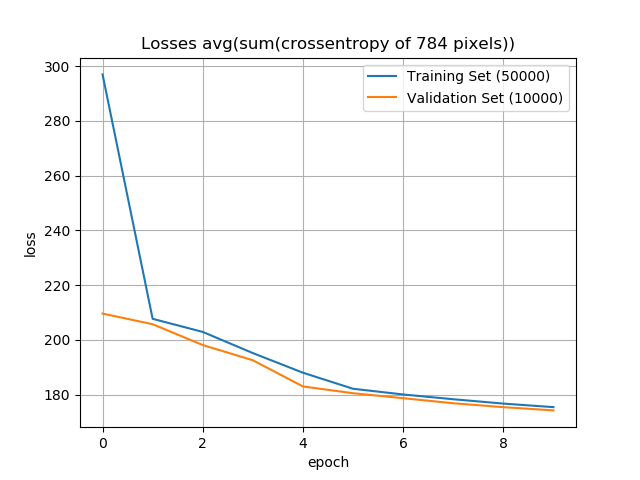 Losses avg(sum(crossentropy of 784 pixels))
300
280
260
240
220
200
180
loss
Training Set (50000)
Validation Set (10000)
0 2 4 6 8
epoch